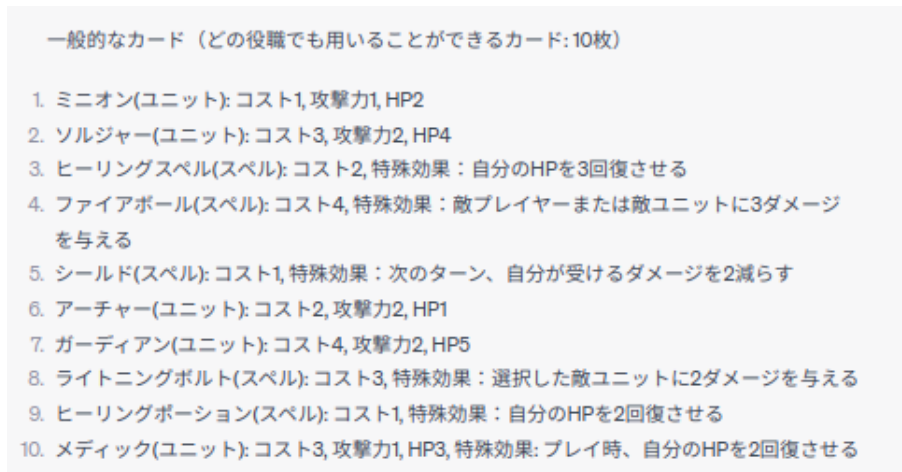 一般的なカード（どの役職でも用いることができるカード: 10枚）
1. ミニオン(ユニット): コスト1, 攻撃力1, HP2
2. ソルジャー(ユニット): コスト3, 攻撃力2, HP4
3. ヒーリングスペル(スペル): コスト2, 特殊効果：自分のHPを3回復させる
4. ファイアボール(スペル): コスト4, 特殊効果：敵プレイヤーまたは敵ユニットに3ダメージ
を与える
5. シールド(スペル): コスト1, 特殊効果：次のターン、自分が受けるダメージを2減らす
6. アーチャー(ユニット): コスト2, 攻撃力2, HP1
7. ガーディアン(ユニット): コスト4, 攻撃力2, HP5
8. ライトニングボルト(スペル): コスト3, 特殊効果：選択した敵ユニットに2ダメージを与える
9. ヒーリングポーション(スペル): コスト1, 特殊効果：自分のHPを2回復させる
10. メディック(ユニット): コスト3, 攻撃力1, HP3, 特殊効果: プレイ時、自分のHPを2回復させる